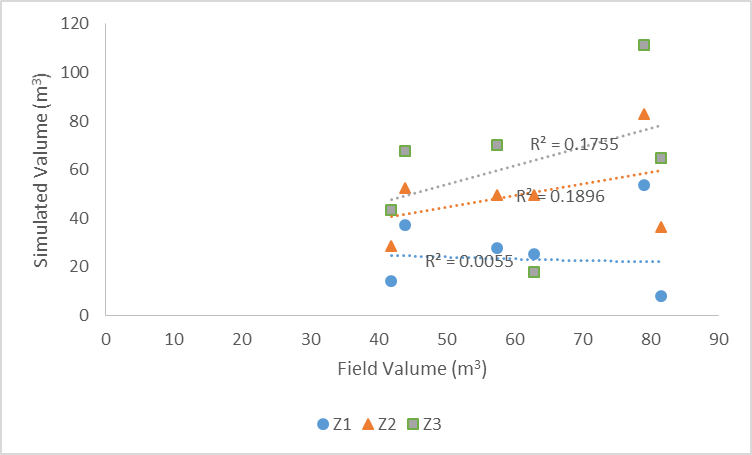 120
100
80
60
40
20
0
Simulated Valume (m³)
R² = 0.1755
R² = 0.1896
R² = 0.0055
0 10 20 30 40 50 60 70 80 90
Field Valume (m³)
Z1 Z2 Z3